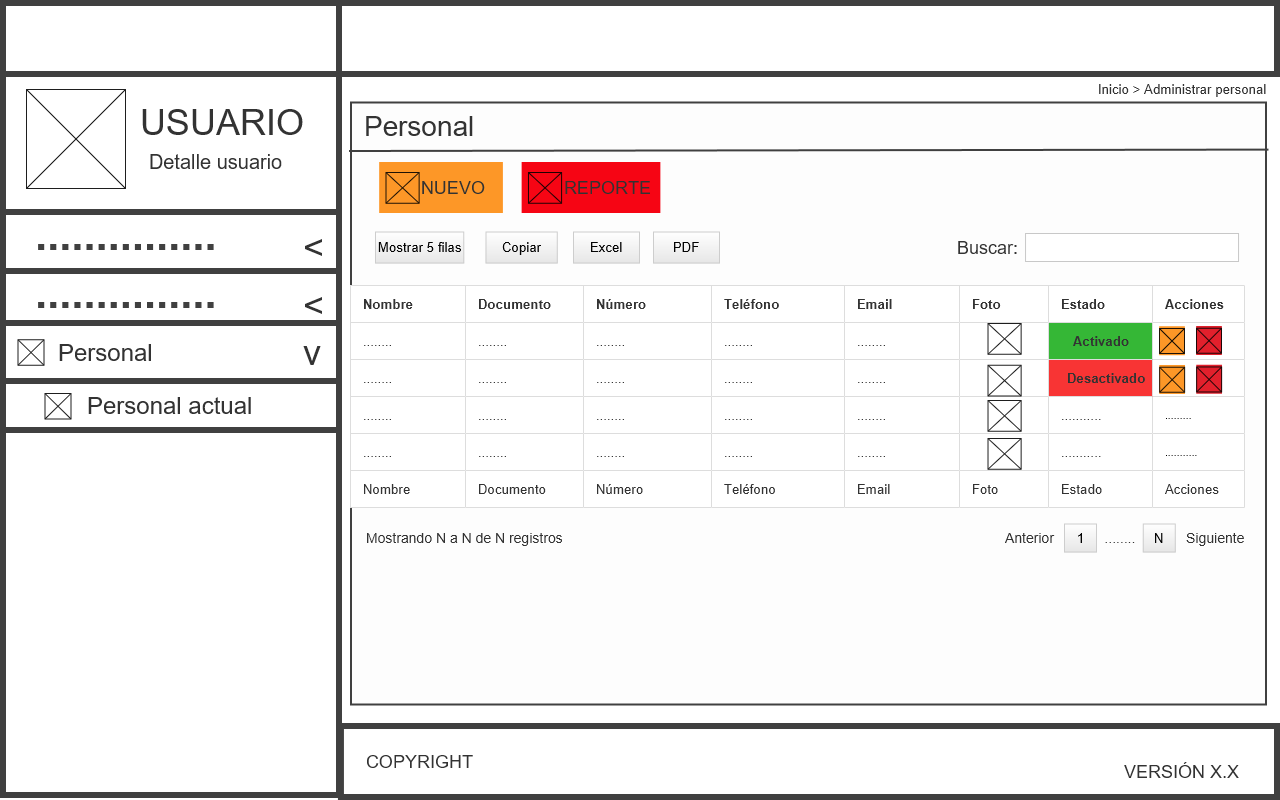 Inicio > Administrar personal
USUARIO
Detalle usuario
............... <
............... <
Personal V
Personal actual
Personal
NUEVO REPORTE
Mostrar 5 filas Copiar Excel PDF Buscar:
Nombre Documento Número Teléfono Email Foto Estado Acciones
........ ........ ........ ........ ........ Activado
........ ........ ........ ........ ........ Desactivado
........ ........ ........ ........ ........ ........... .........
........ ........ ........ ........ ........ ........... ...........
Nombre Documento Número Teléfono Email Foto Estado Acciones
Mostrando N a N de N registros Anterior 1 ........ N Siguiente
COPYRIGHT
VERSIÓN X.X